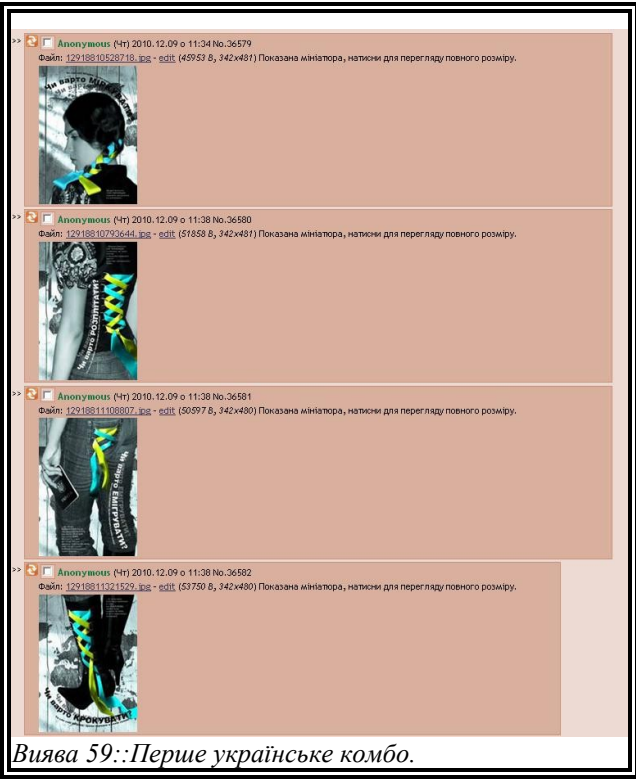 >> Anonymous (Чт) 2010.12.09 о 11:34 No.36579
Файл: 12918810528718.jpg - edit (45953 B, 342x481) Показана мініатюра, натисни для перегляду повного розміру.
Чи варто МІРКУВАТИ?
>> Anonymous (Чт) 2010.12.09 о 11:38 No.36580
Файл: 12918810793644.jpg - edit (51858 B, 342x481) Показана мініатюра, натисни для перегляду повного розміру.
Чи варто РОЗПЛІТАТИ?
>> Anonymous (Чт) 2010.12.09 о 11:38 No.36581
Файл: 12918811108807.jpg - edit (50597 B, 342x480) Показана мініатюра, натисни для перегляду повного розміру.
Чи варто ЕМІГРУВАТИ?
>> Anonymous (Чт) 2010.12.09 о 11:38 No.36582
Файл: 12918811321529.jpg - edit (53750 B, 342x480) Показана мініатюра, натисни для перегляду повного розміру.
Чи варто КРОКУВАТИ?
Виява 59::Перше українське комбо.